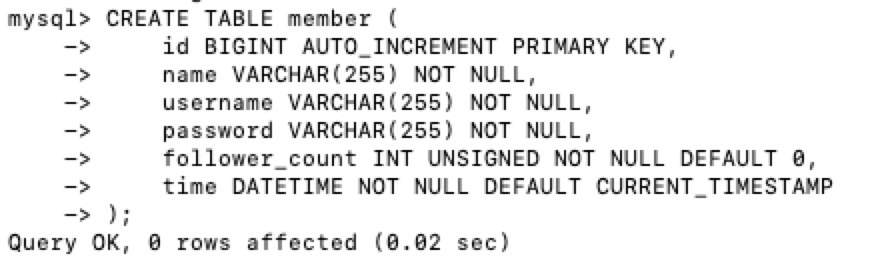 mysql> CREATE TABLE member (
    ->     id BIGINT AUTO_INCREMENT PRIMARY KEY,
    ->     name VARCHAR(255) NOT NULL,
    ->     username VARCHAR(255) NOT NULL,
    ->     password VARCHAR(255) NOT NULL,
    ->     follower_count INT UNSIGNED NOT NULL DEFAULT 0,
    ->     time DATETIME NOT NULL DEFAULT CURRENT_TIMESTAMP
    -> );
Query OK, 0 rows affected (0.02 sec)